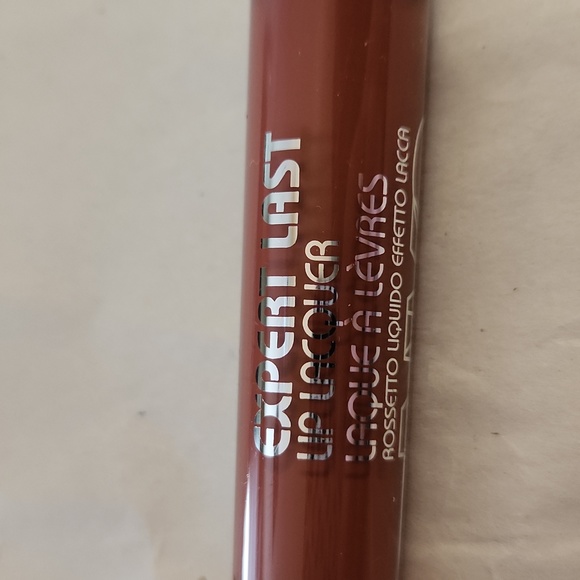 EXPERT LAST
LIP LACQUER
LAQUE À LÈVRES
ROSSETTO LIQUIDO EFFETTO LACCA